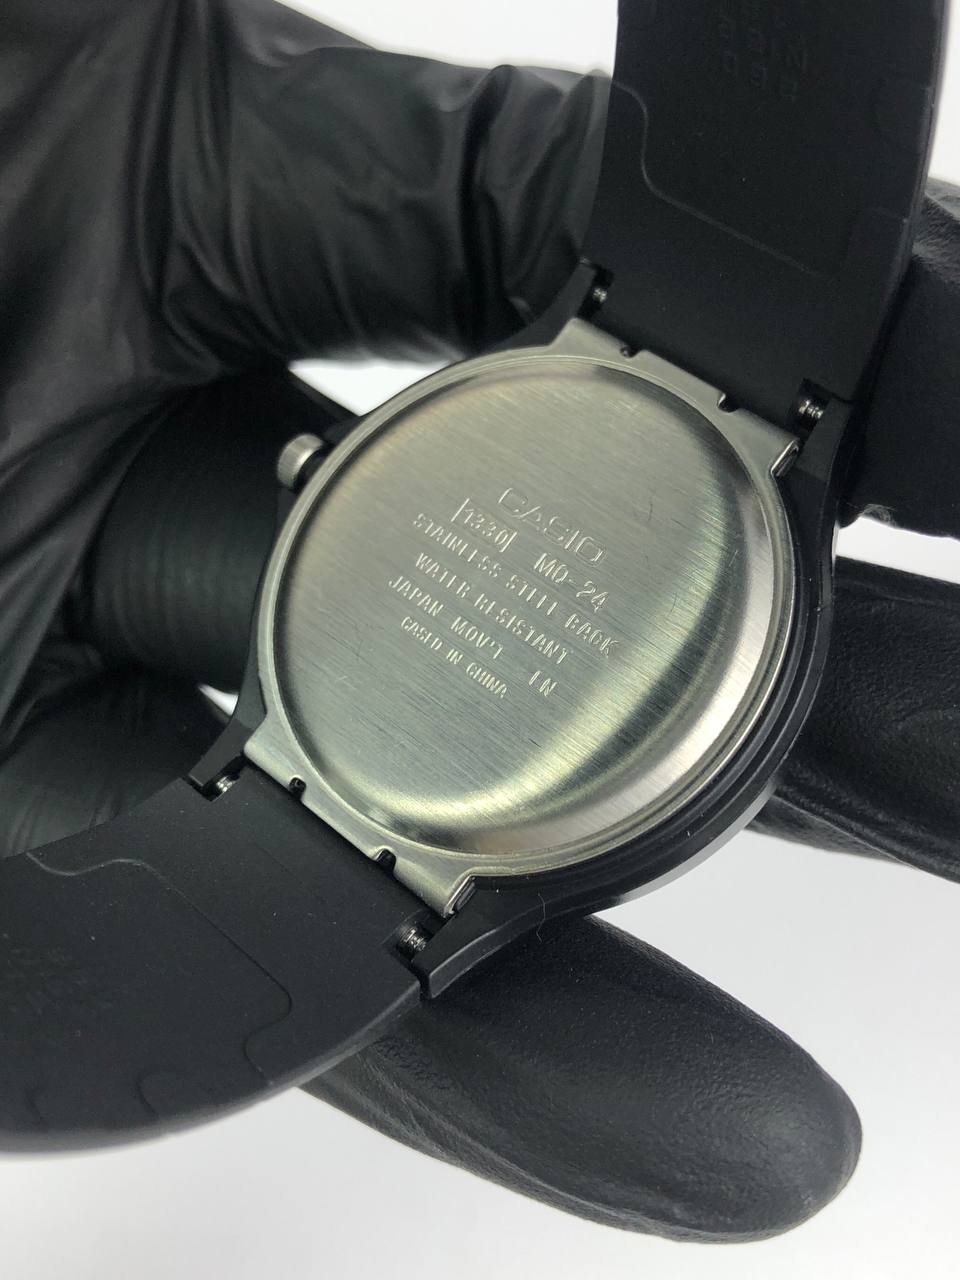 CASIO
1330 MQ-24
STAINLESS STEEL BACK
WATER RESISTANT
JAPAN MOV'T LN
CASED IN CHINA